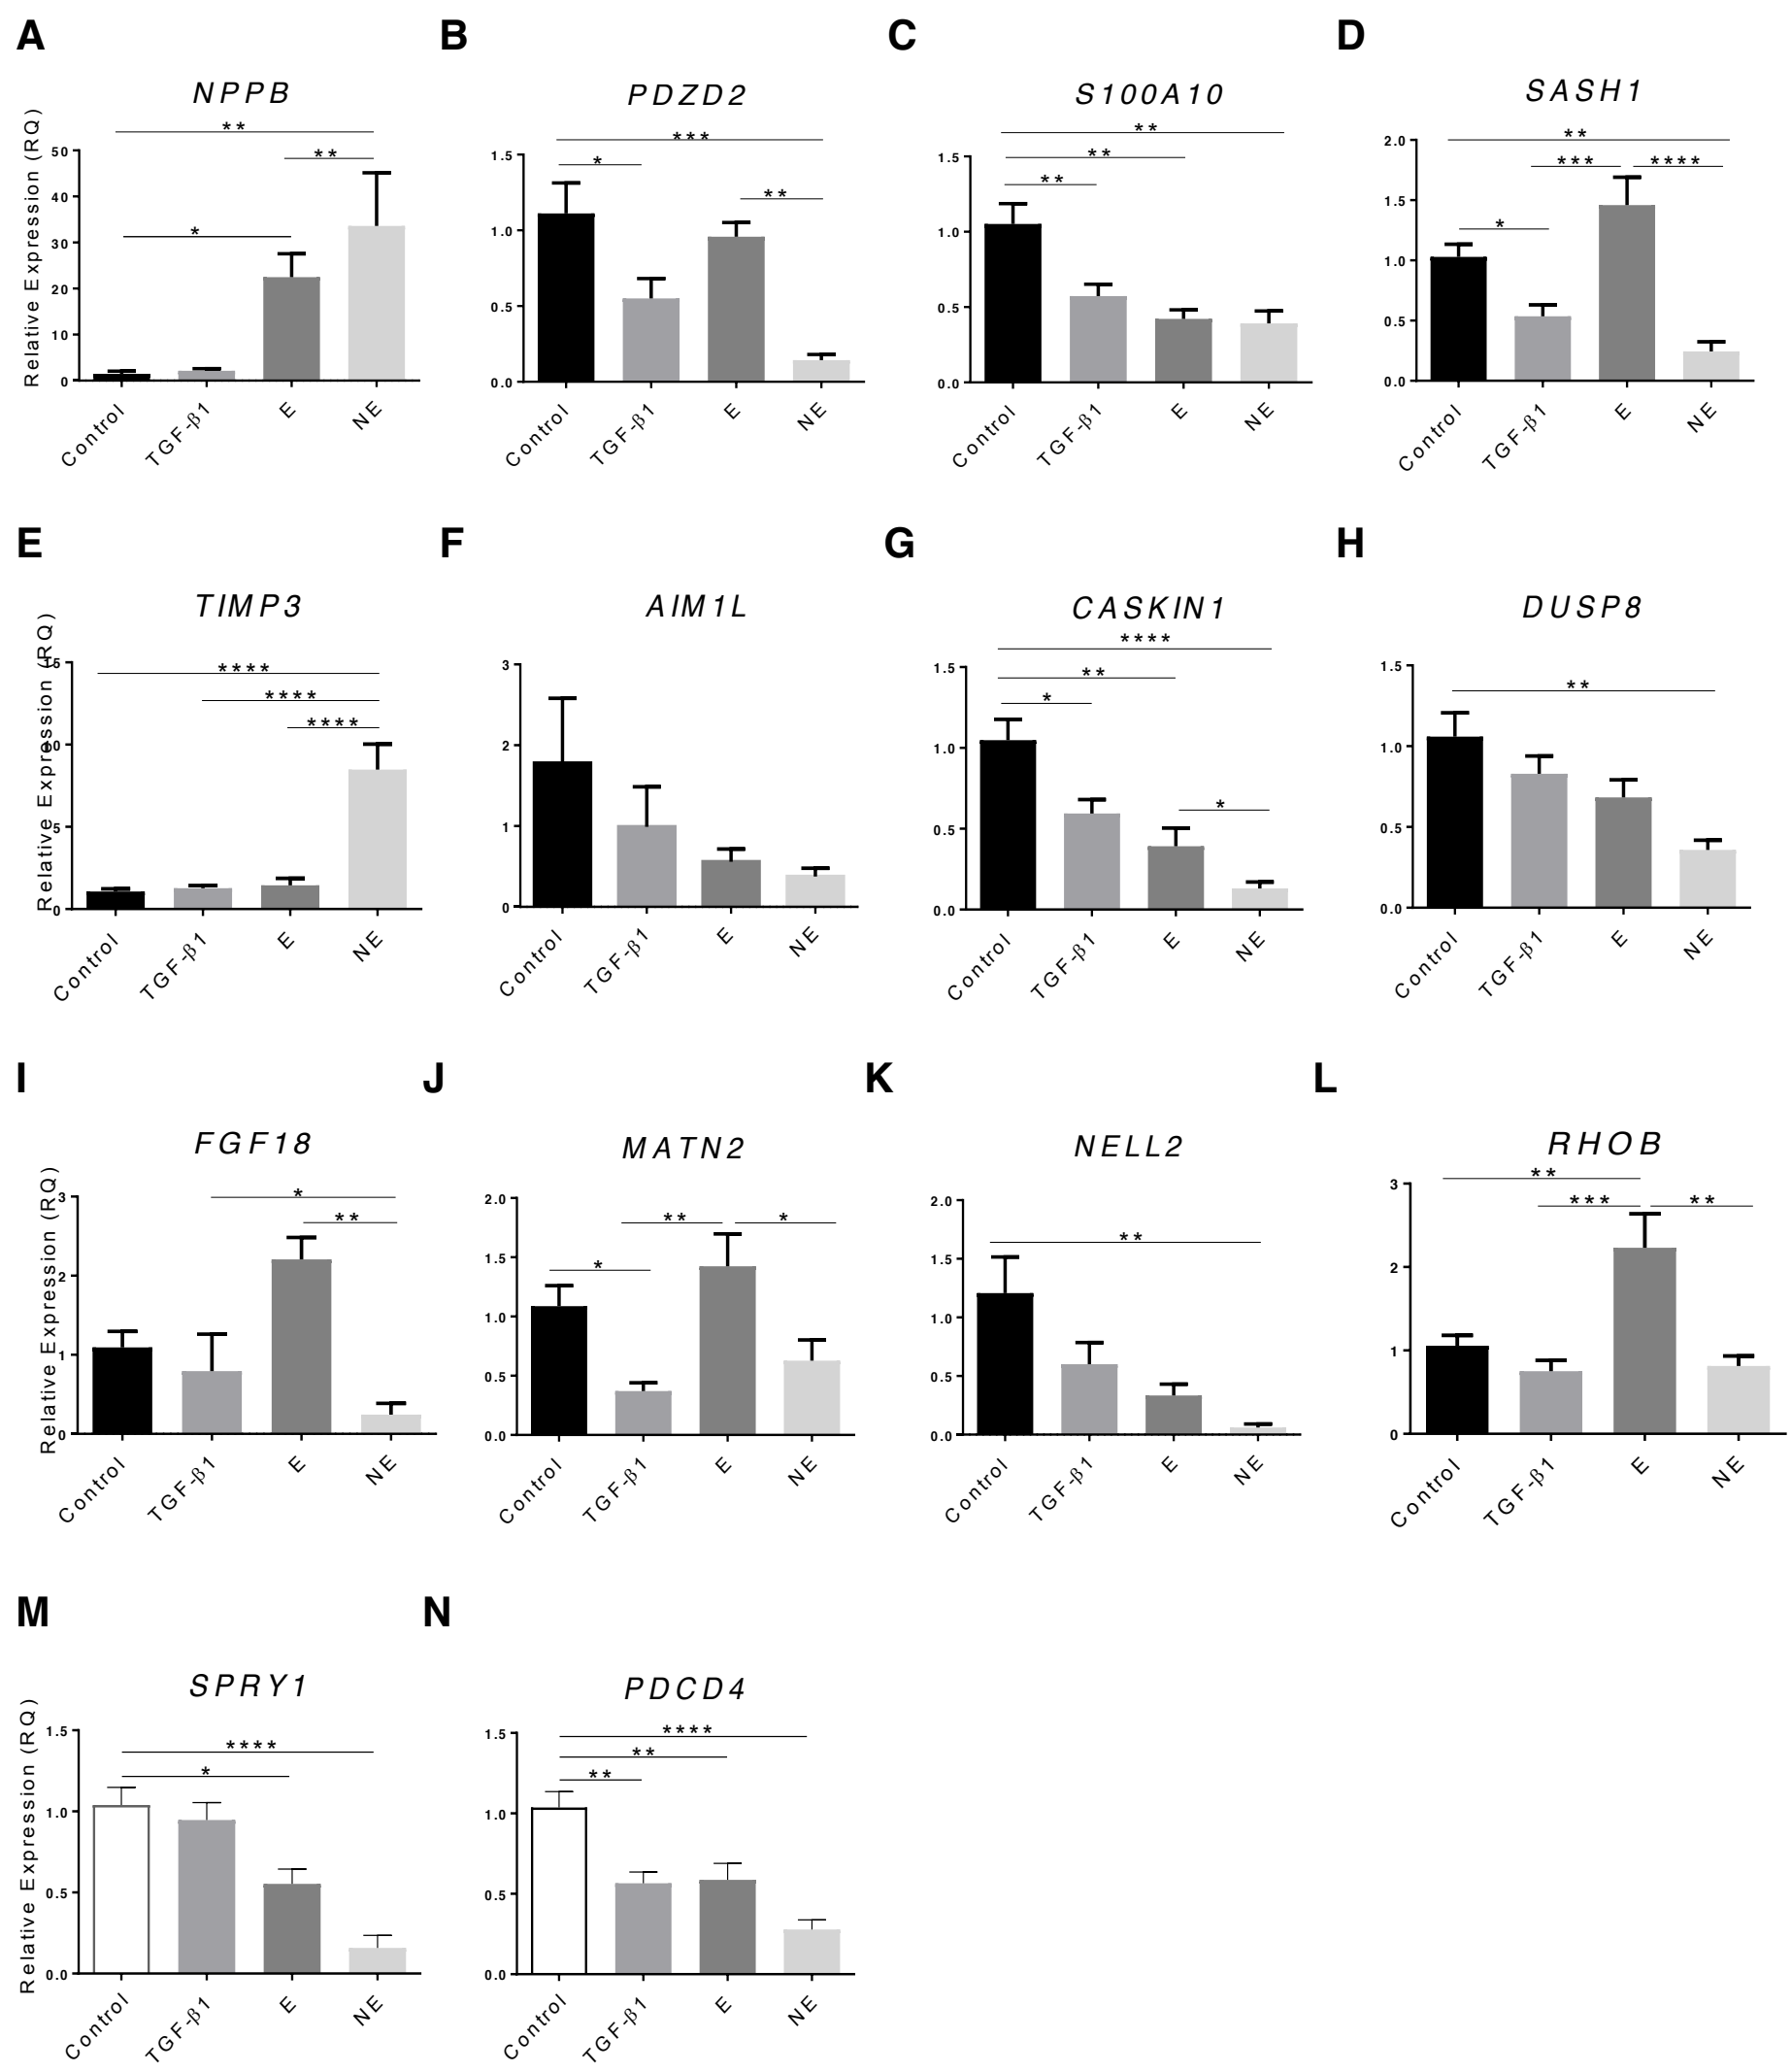 A
B
C
D
NPPB
PDZD2
S100A10
SASH1
Relative Expression (RQ)
50
40
30
20
10
0
**
**
*
Control
TGF-β1
E
NE
1.5
1.0
0.5
0.0
***
*
**
Control
TGF-β1
E
NE
1.5
1.0
0.5
0.0
**
**
**
Control
TGF-β1
E
NE
2.0
1.5
1.0
0.5
0.0
**
***
****
*
Control
TGF-β1
E
NE
E
F
G
H
TIMP3
AIM1L
CASKIN1
DUSP8
Relative Expression (RQ)
15
10
5
0
****
****
****
Control
TGF-β1
E
NE
3
2
1
0
Control
TGF-β1
E
NE
1.5
1.0
0.5
0.0
****
**
*
*
Control
TGF-β1
E
NE
1.5
1.0
0.5
0.0
**
Control
TGF-β1
E
NE
I
J
K
L
FGF18
MATN2
NELL2
RHOB
Relative Expression (RQ)
3
2
1
0
*
**
Control
TGF-β1
E
NE
2.0
1.5
1.0
0.5
0.0
**
*
*
Control
TGF-β1
E
NE
2.0
1.5
1.0
0.5
0.0
**
Control
TGF-β1
E
NE
3
2
1
0
**
***
**
Control
TGF-β1
E
NE
M
N
SPRY1
PDCD4
Relative Expression (RQ)
1.5
1.0
0.5
0.0
****
*
Control
TGF-β1
E
NE
1.5
1.0
0.5
0.0
****
**
**
Control
TGF-β1
E
NE